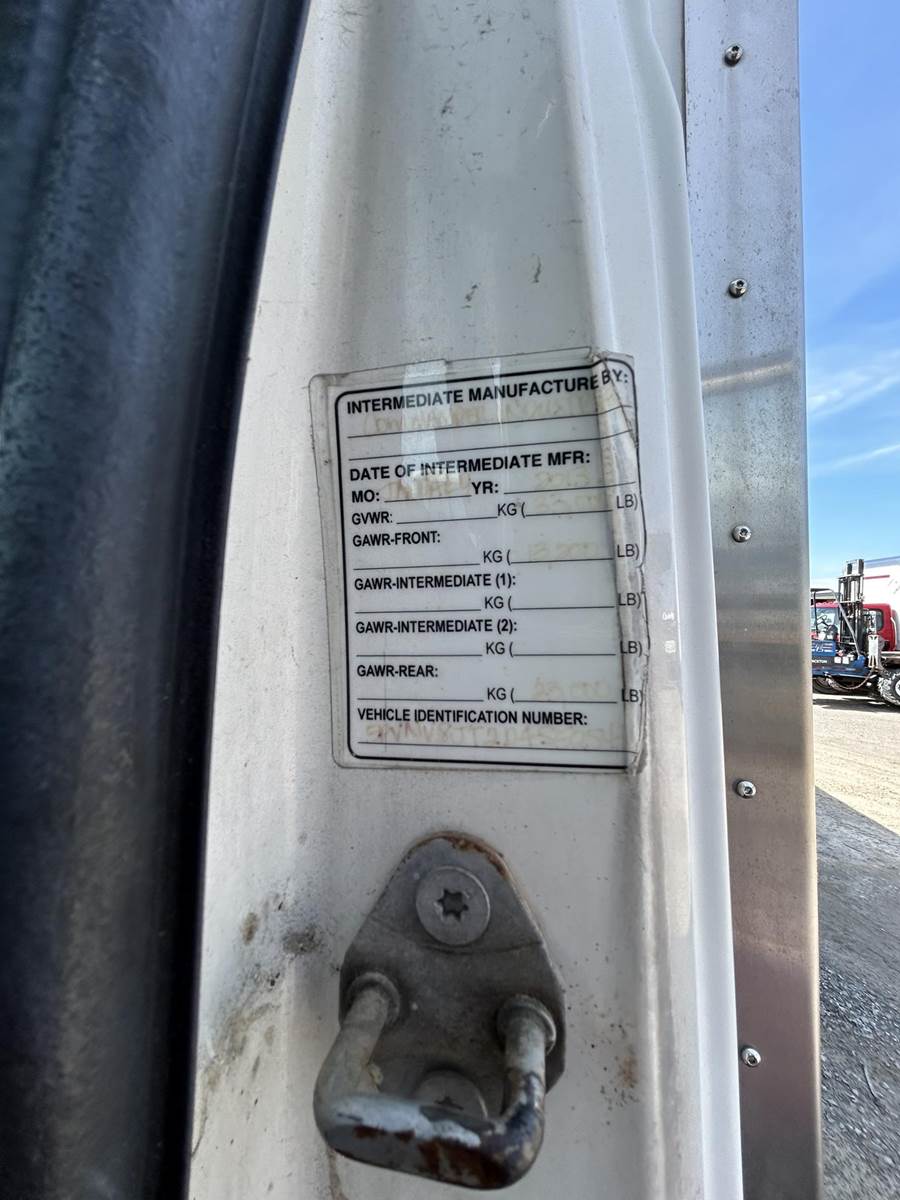 INTERMEDIATE MANUFACTURE BY:
DATE OF INTERMEDIATE MFR:
MO: YR:
GVWR: KG ( LB)
GAWR-FRONT:
KG ( LB)
GAWR-INTERMEDIATE (1):
KG ( LB)
GAWR-INTERMEDIATE (2):
KG ( LB)
GAWR-REAR:
KG ( LB)
VEHICLE IDENTIFICATION NUMBER: